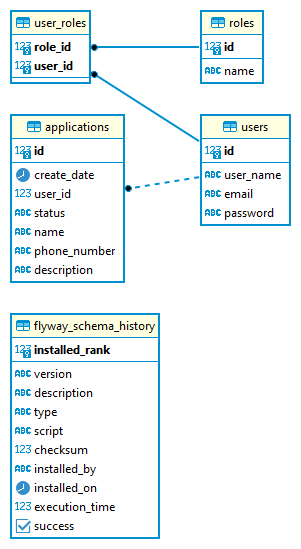 user_roles
123 role_id
123 user_id
roles
123 id
ABC name
applications
123 id
create_date
123 user_id
ABC status
ABC name
ABC phone_number
ABC description
users
123 id
ABC user_name
ABC email
ABC password
flyway_schema_history
123 installed_rank
ABC version
ABC description
ABC type
ABC script
123 checksum
ABC installed_by
installed_on
123 execution_time
success